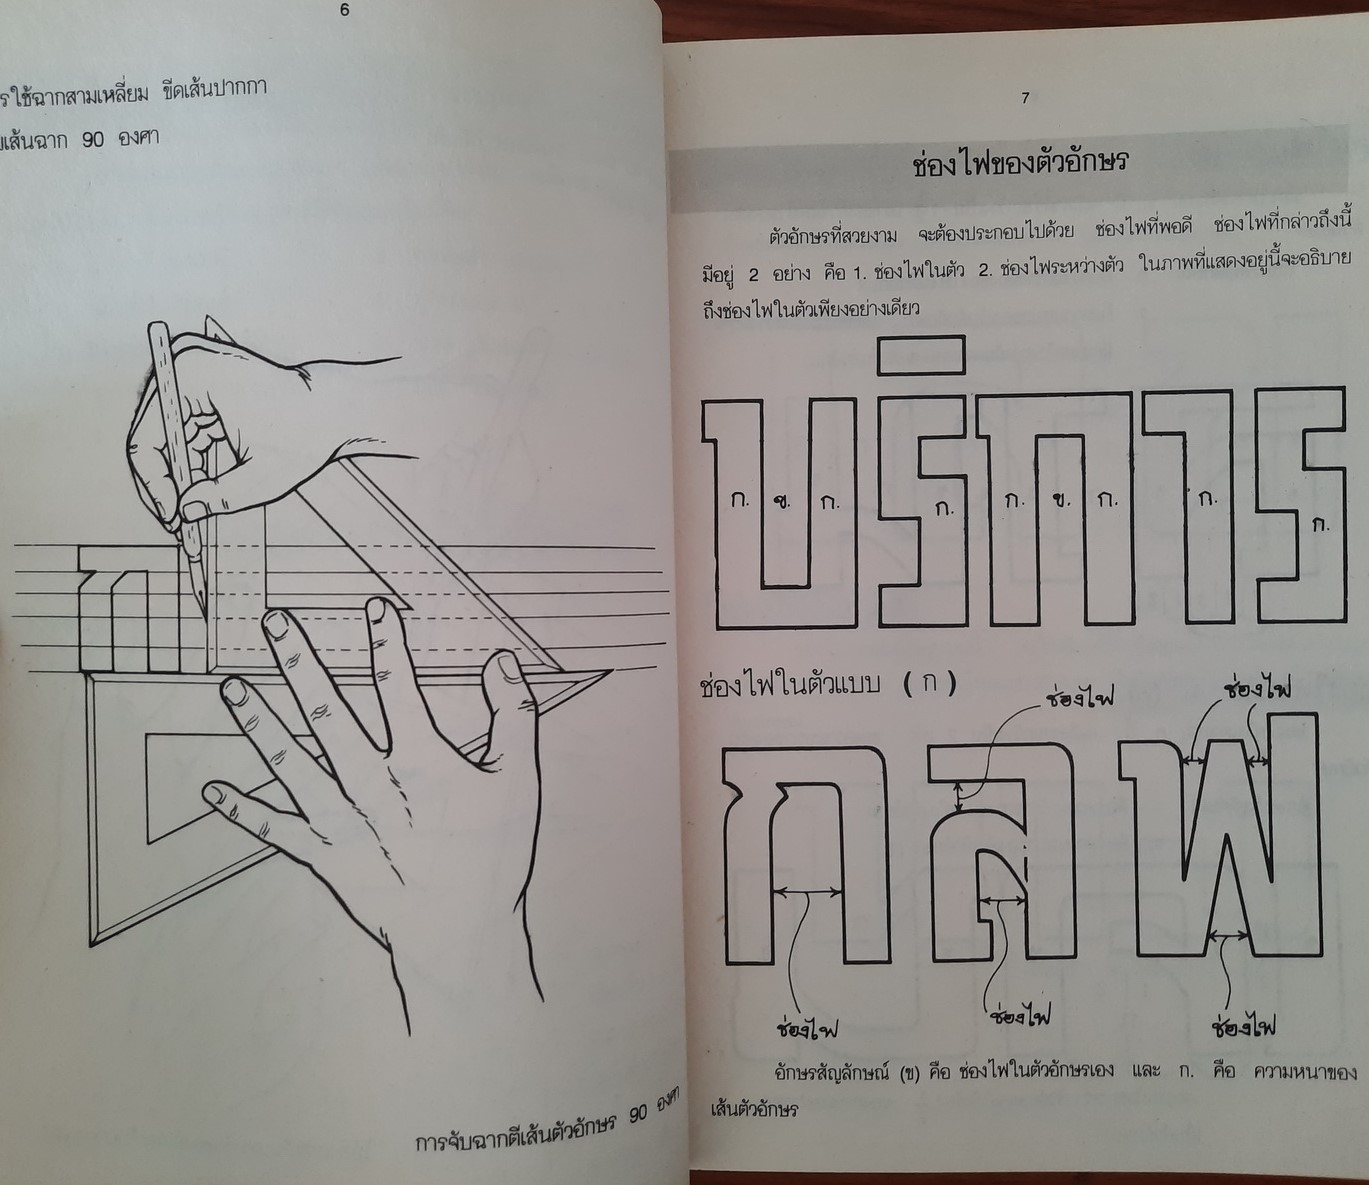 6
ใช้ฉากสามเหลี่ยม ขีดเส้นปากกา
เส้นฉาก 90 องศา
ก
การจับฉากตีเส้นตัวอักษร 90 องศา
7
ช่องไฟของตัวอักษร
ตัวอักษรที่สวยงาม จะต้องประกอบไปด้วย ช่องไฟที่พอดี ช่องไฟที่กล่าวถึงนี้
มีอยู่ 2 อย่าง คือ 1. ช่องไฟในตัว 2. ช่องไฟระหว่างตัว ในภาพที่แสดงอยู่นี้จะอธิบาย
ถึงช่องไฟในตัวเพียงอย่างเดียว
บริการ
ก. ข. ก. ก. ก. ข. ก. ก. ก.
ช่องไฟในตัวแบบ ( ก )
ช่องไฟ ช่องไฟ
ก ล ฬ
ช่องไฟ ช่องไฟ ช่องไฟ
อักษรสัญลักษณ์ (ข) คือ ช่องไฟในตัวอักษรเอง และ ก. คือ ความหนาของ
เส้นตัวอักษร